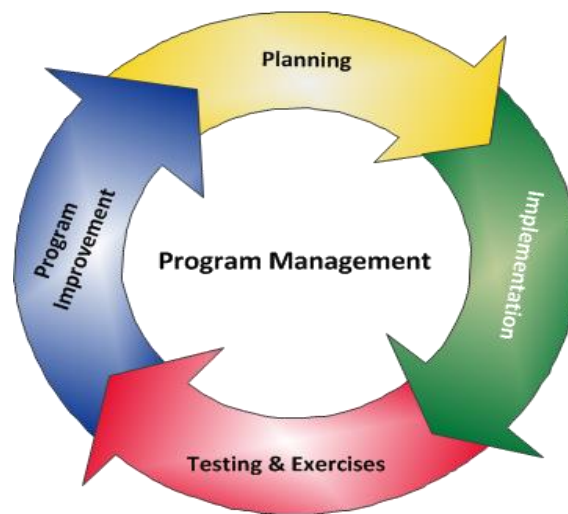 Planning
Implementation
Program Management
Program
Improvement
Testing & Exercises